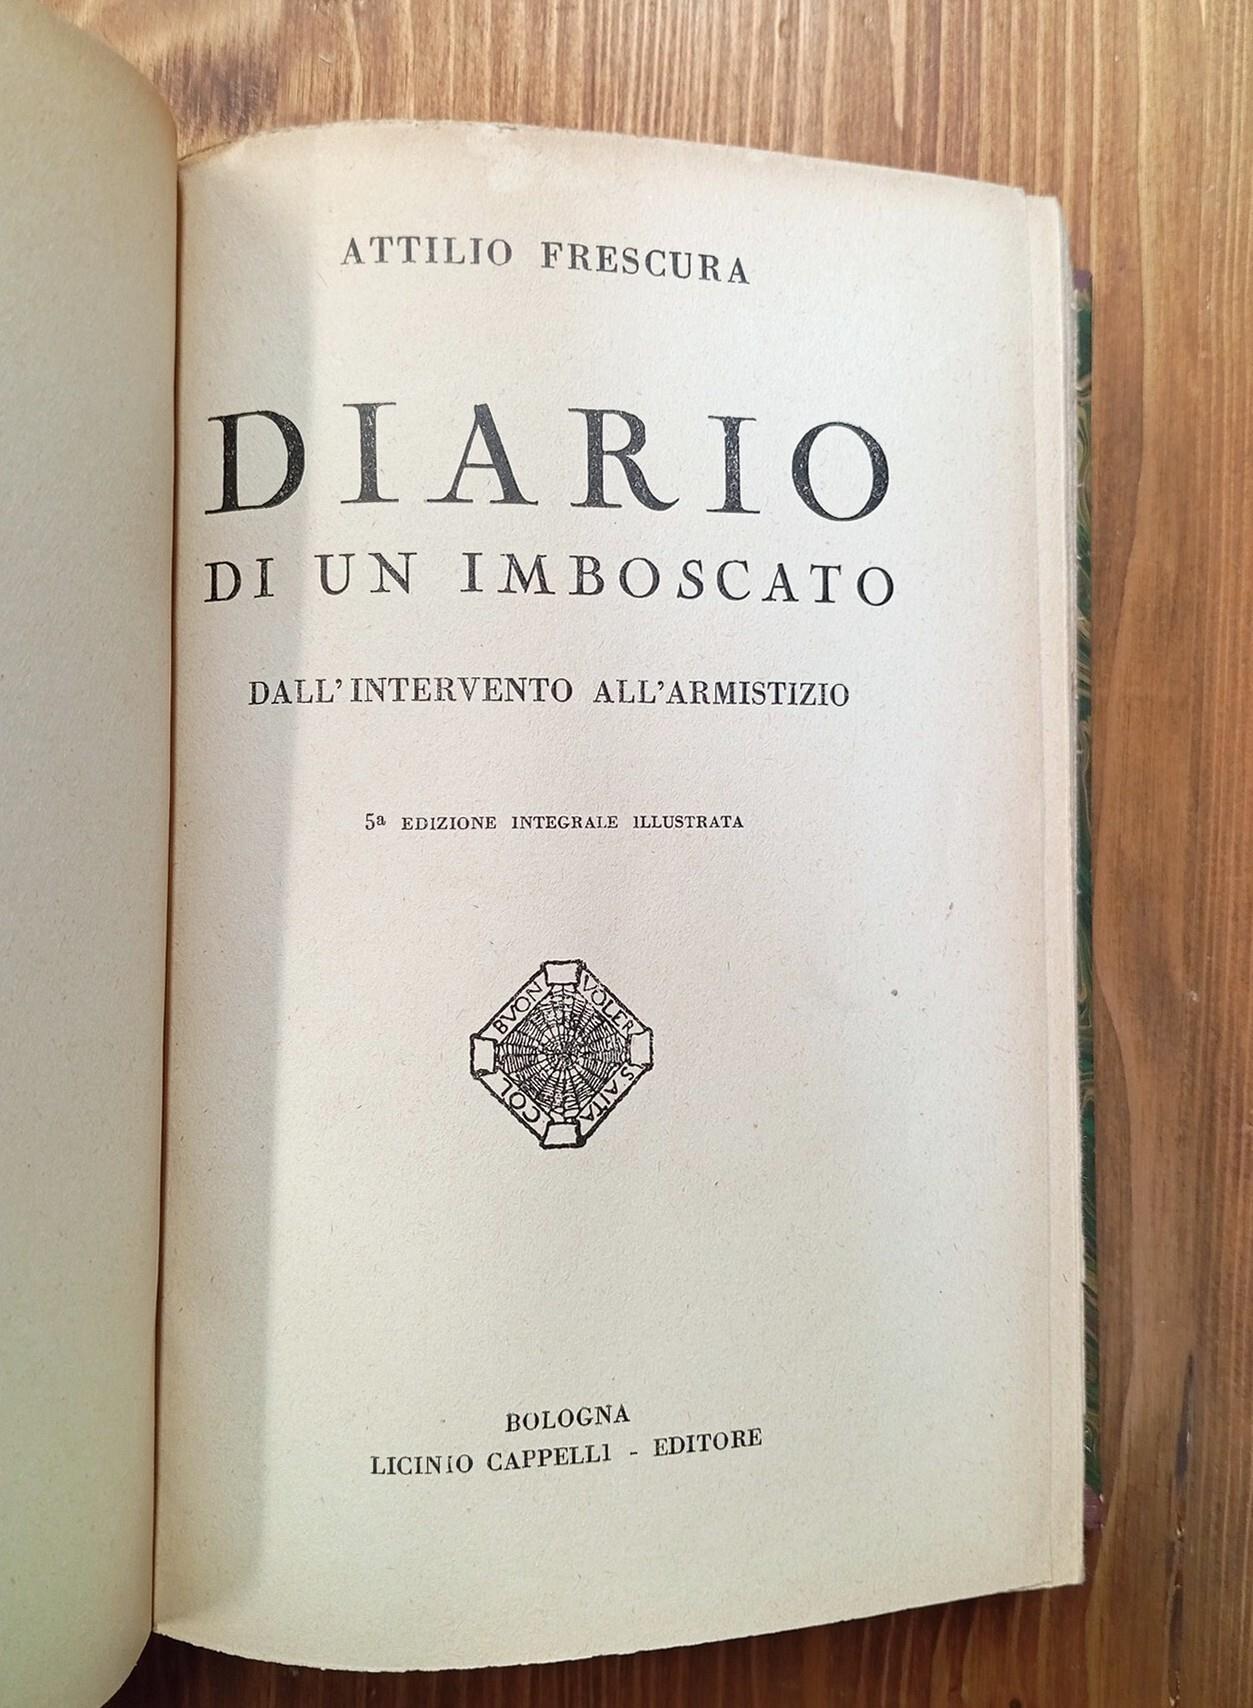 ATTILIO FRESCURA
DIARIO
DI UN IMBOSCATO
DALL'INTERVENTO ALL'ARMISTIZIO
5ª EDIZIONE INTEGRALE ILLUSTRATA
COL BVON VOLER S'AITA
BOLOGNA
LICINIO CAPPELLI - EDITORE